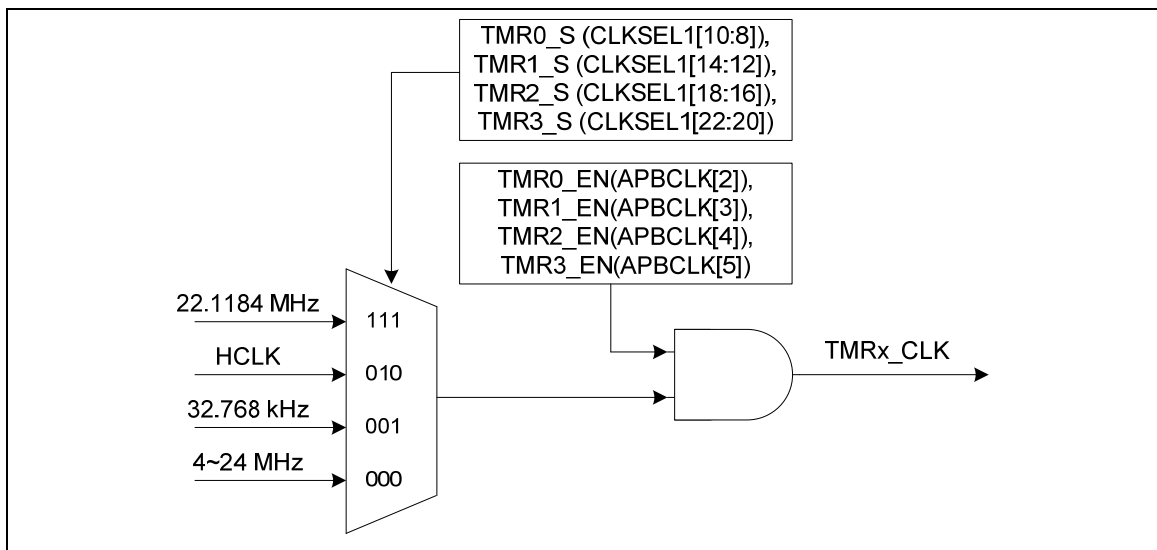 TMR0_S (CLKSEL1[10:8]),
TMR1_S (CLKSEL1[14:12]),
TMR2_S (CLKSEL1[18:16]),
TMR3_S (CLKSEL1[22:20])
TMR0_EN(APBCLK[2]),
TMR1_EN(APBCLK[3]),
TMR2_EN(APBCLK[4]),
TMR3_EN(APBCLK[5])
22.1184 MHz
111
HCLK
010
32.768 kHz
001
4~24 MHz
000
TMRx_CLK